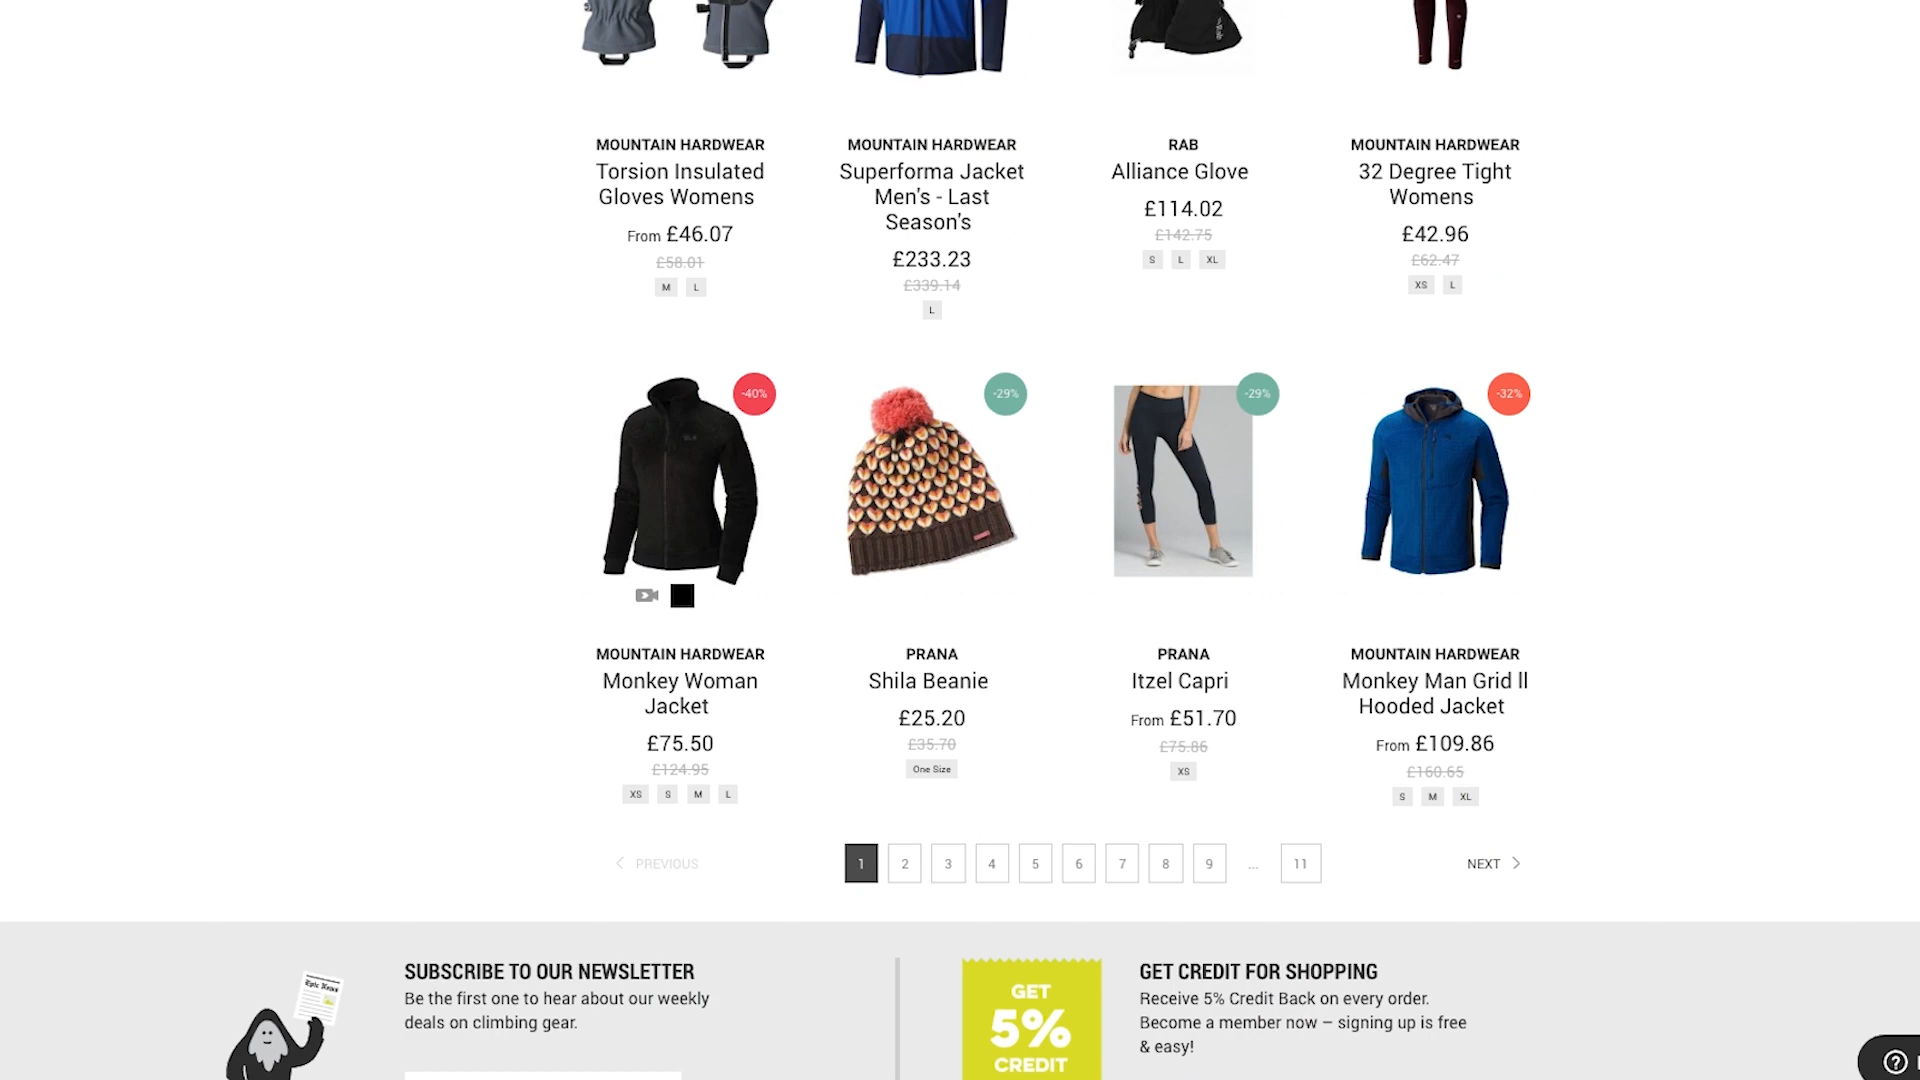 MOUNTAIN HARDWEAR
Torsion Insulated
Gloves Womens
From £46.07
£58.01
M L
MOUNTAIN HARDWEAR
Superforma Jacket
Men's - Last
Season's
£233.23
£339.14
L
RAB
Alliance Glove
£114.02
£142.75
S L XL
MOUNTAIN HARDWEAR
32 Degree Tight
Womens
£42.96
£62.47
XS L
-40%
MOUNTAIN HARDWEAR
Monkey Woman
Jacket
£75.50
£124.95
XS S M L
-29%
PRANA
Shila Beanie
£25.20
£35.70
One Size
-29%
PRANA
Itzel Capri
From £51.70
£75.86
XS
-32%
MOUNTAIN HARDWEAR
Monkey Man Grid ll
Hooded Jacket
From £109.86
£160.65
S M XL
PREVIOUS 1 2 3 4 5 6 7 8 9 ... 11 NEXT
Epic News
SUBSCRIBE TO OUR NEWSLETTER
Be the first one to hear about our weekly
deals on climbing gear.
GET
5%
CREDIT
GET CREDIT FOR SHOPPING
Receive 5% Credit Back on every order.
Become a member now – signing up is free
& easy!
?